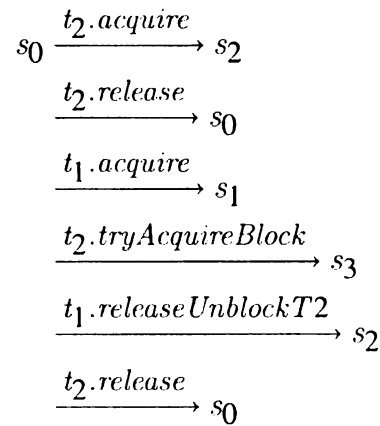 s0 t2.acquire s2
t2.release s0
t1.acquire s1
t2.tryAcquireBlock s3
t1.releaseUnblockT2 s2
t2.release s0